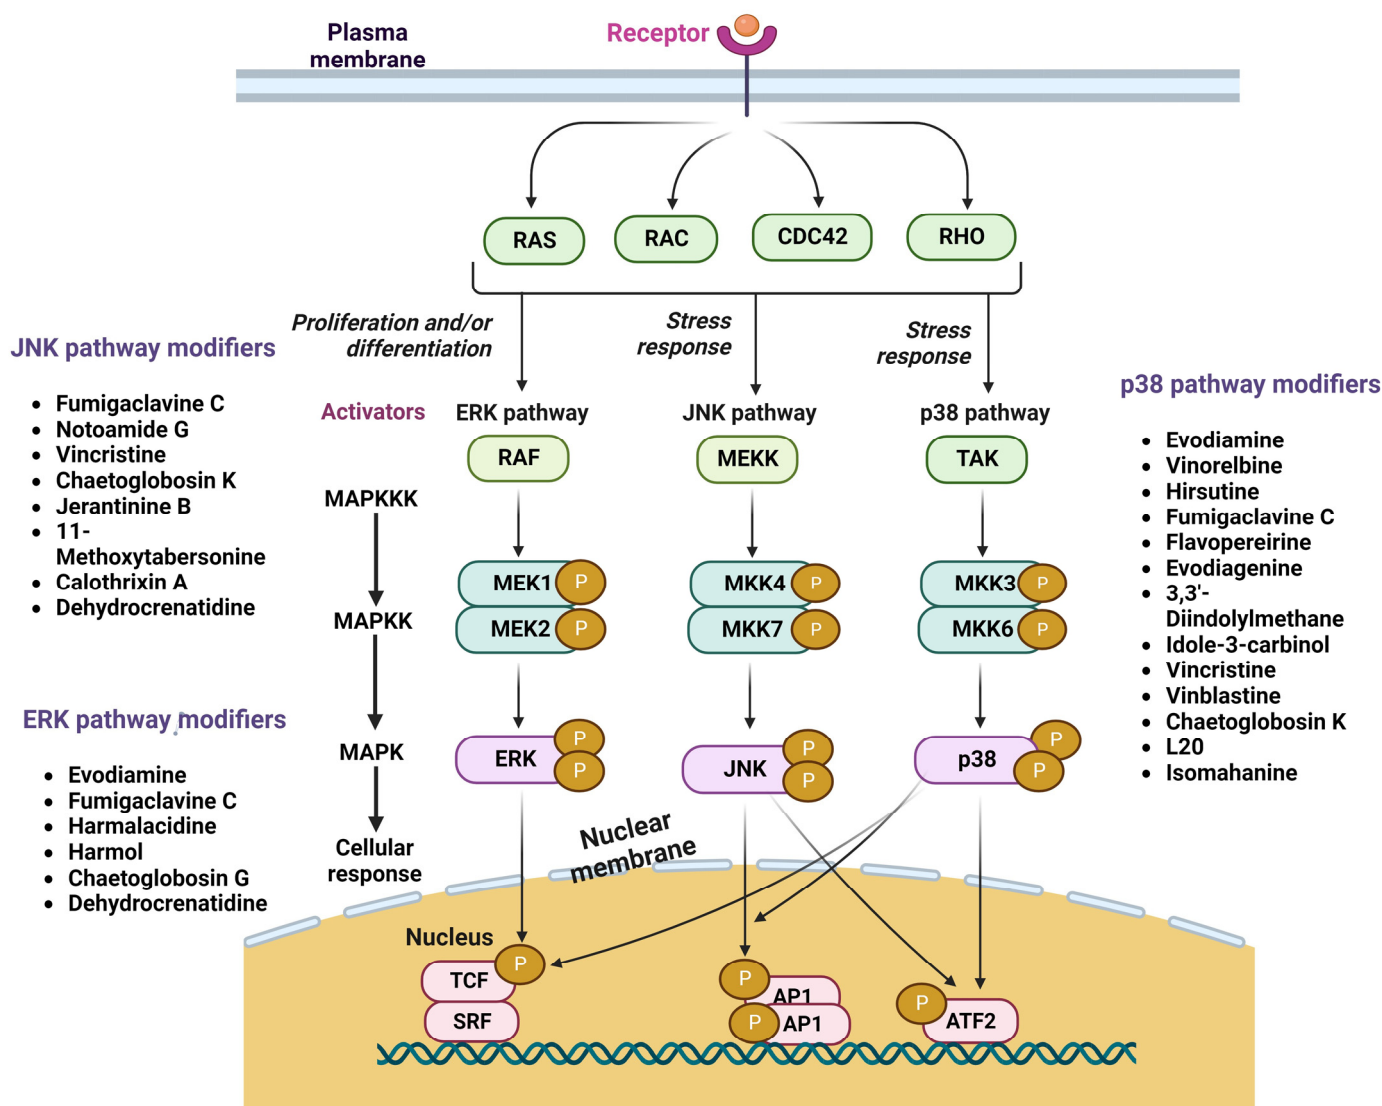 Plasma
membrane
Receptor
RAS
RAC
CDC42
RHO
Proliferation and/or
differentiation
Stress
response
Stress
response
JNK pathway modifiers
• Fumigaclavine C
• Notoamide G
• Vincristine
• Chaetoglobosin K
• Jerantinine B
• 11-
Methoxytabersonine
• Calothrixin A
• Dehydrocrenatidine
ERK pathway modifiers
• Evodiamine
• Fumigaclavine C
• Harmalacidine
• Harmol
• Chaetoglobosin G
• Dehydrocrenatidine
Activators
MAPKKK
MAPKK
MAPK
Cellular
response
ERK pathway
RAF
MEK1
P
MEK2
P
ERK
P
P
JNK pathway
MEKK
MKK4
P
MKK7
P
JNK
P
P
p38 pathway
TAK
MKK3
P
MKK6
P
p38
P
P
p38 pathway modifiers
• Evodiamine
• Vinorelbine
• Hirsutine
• Fumigaclavine C
• Flavopereirine
• Evodiagenine
• 3,3'-
Diindolylmethane
• Idole-3-carbinol
• Vincristine
• Vinblastine
• Chaetoglobosin K
• L20
• Isomahanine
Nuclear
membrane
Nucleus
P
TCF
SRF
P
AP1
P
AP1
P
ATF2